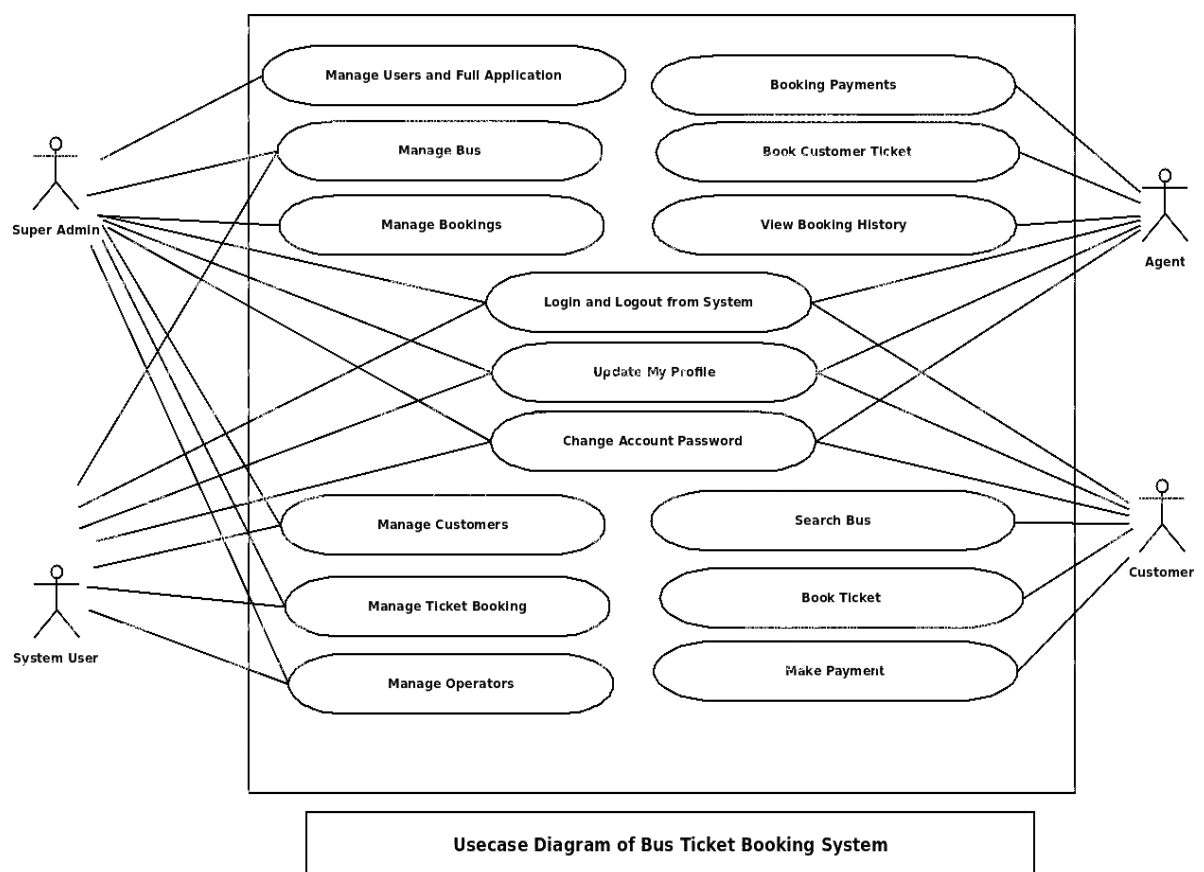 Manage Users and Full Application
Booking Payments
Manage Bus
Book Customer Ticket
Super Admin
Manage Bookings
View Booking History
Agent
Login and Logout from System
Update My Profile
Change Account Password
Manage Customers
Search Bus
Customer
Manage Ticket Booking
Book Ticket
System User
Manage Operators
Make Payment
Usecase Diagram of Bus Ticket Booking System